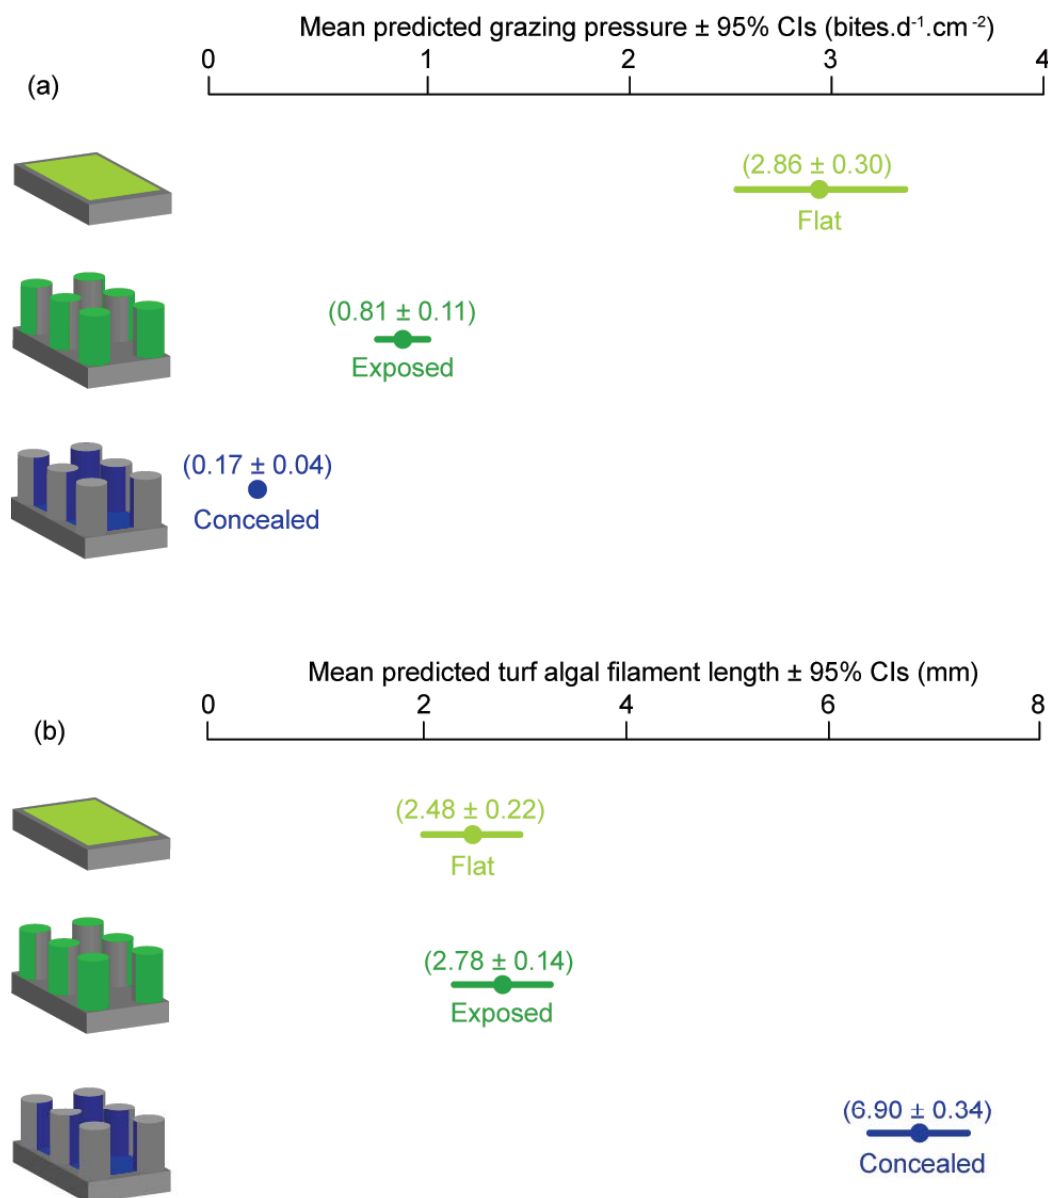 Mean predicted grazing pressure ± 95% CIs (bites.d⁻¹.cm⁻²)
0 1 2 3 4
(a)
(2.86 ± 0.30)
Flat
(0.81 ± 0.11)
Exposed
(0.17 ± 0.04)
Concealed
Mean predicted turf algal filament length ± 95% CIs (mm)
0 2 4 6 8
(b)
(2.48 ± 0.22)
Flat
(2.78 ± 0.14)
Exposed
(6.90 ± 0.34)
Concealed